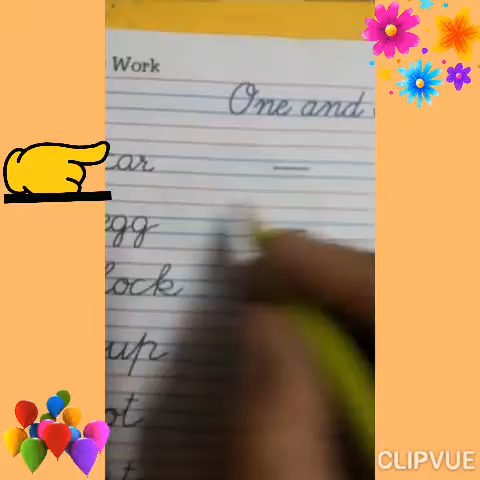 Work
One and
ar —
egg
lock
up
ot
t
CLIPVUE